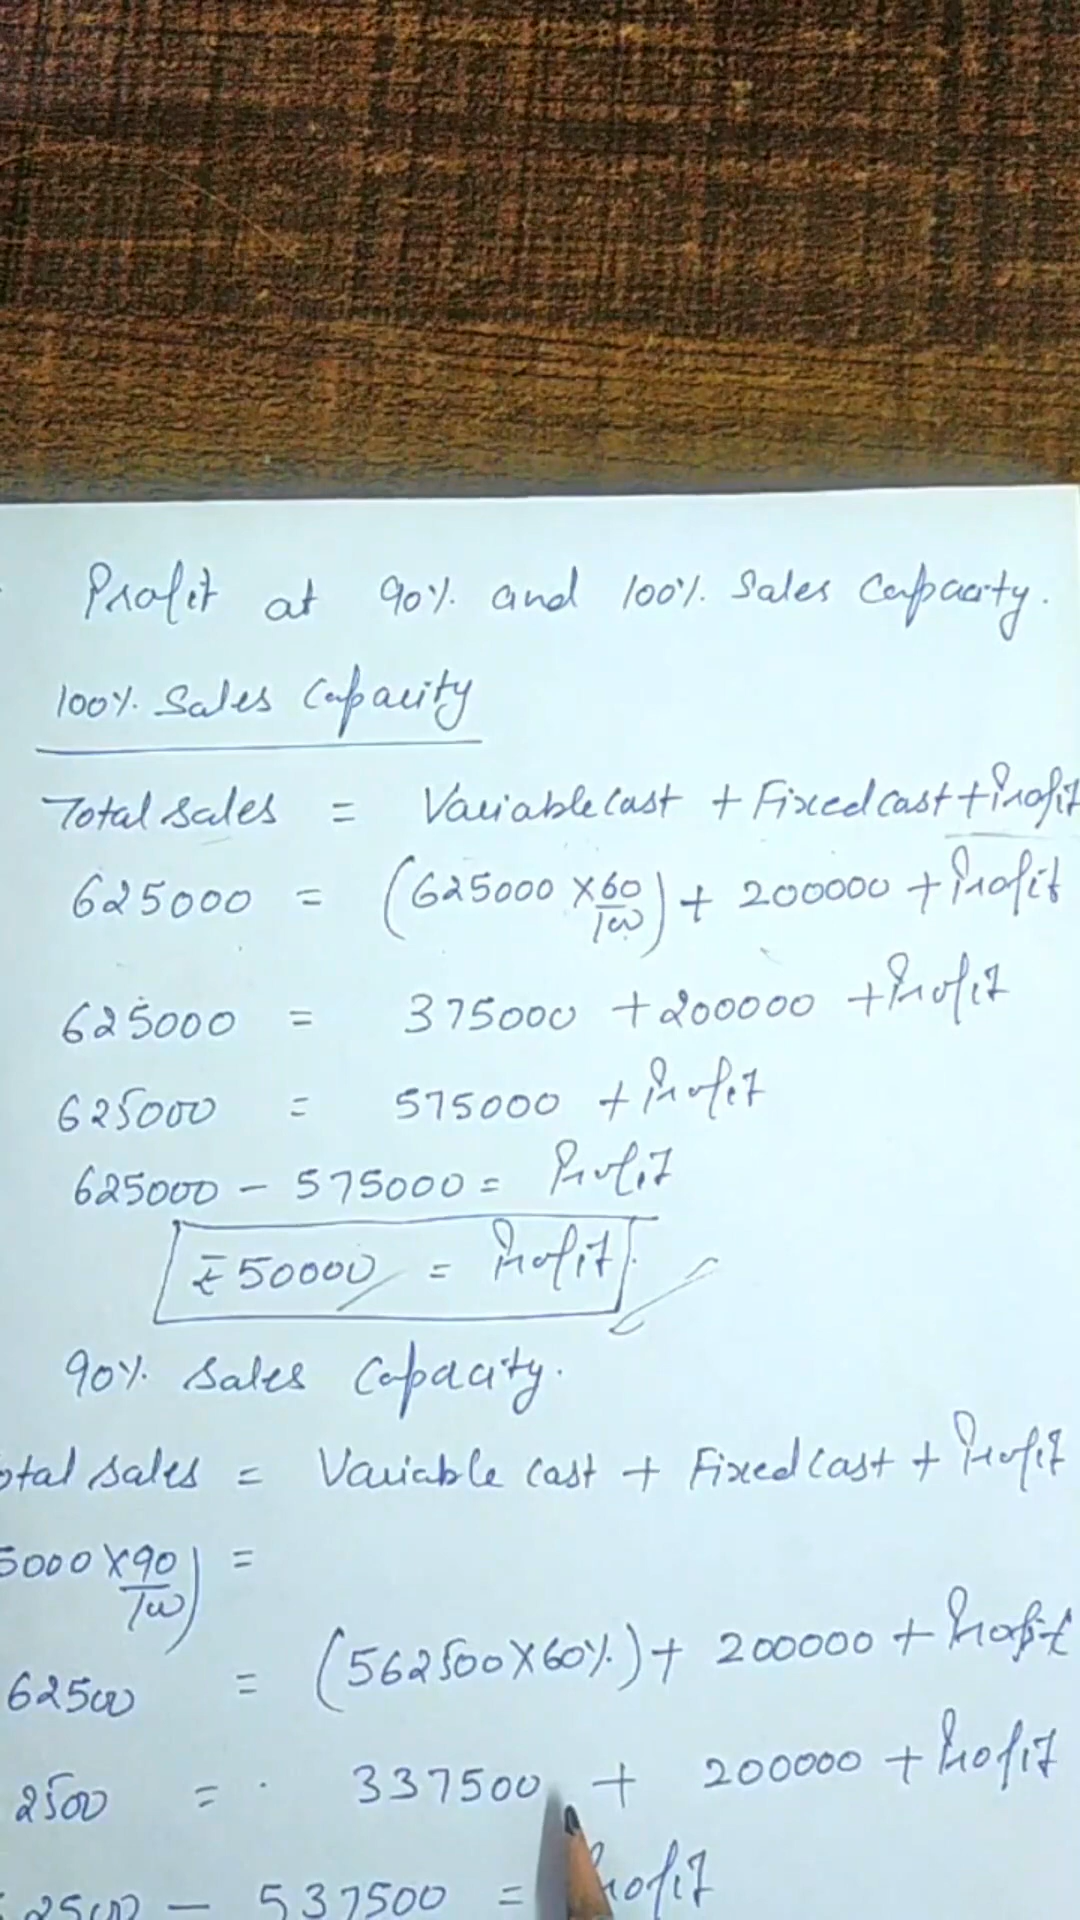 Profit at 90% and 100% Sales Capacity.
100% Sales Capacity
Total sales = Variable Cost + Fixed cost + Profit
625000 = (625000 × 60/100) + 200000 + Profit
625000 = 375000 + 200000 + Profit
625000 = 575000 + Profit
625000 - 575000 = Profit
₹50000 = Profit
90% Sales Capacity.
otal sales = Variable Cost + Fixed Cost + Profit
5000 × 90/100) =
62500 = (562500 × 60%) + 200000 + Profit
2500 = 337500 + 200000 + Profit
2500 - 537500 = Profit